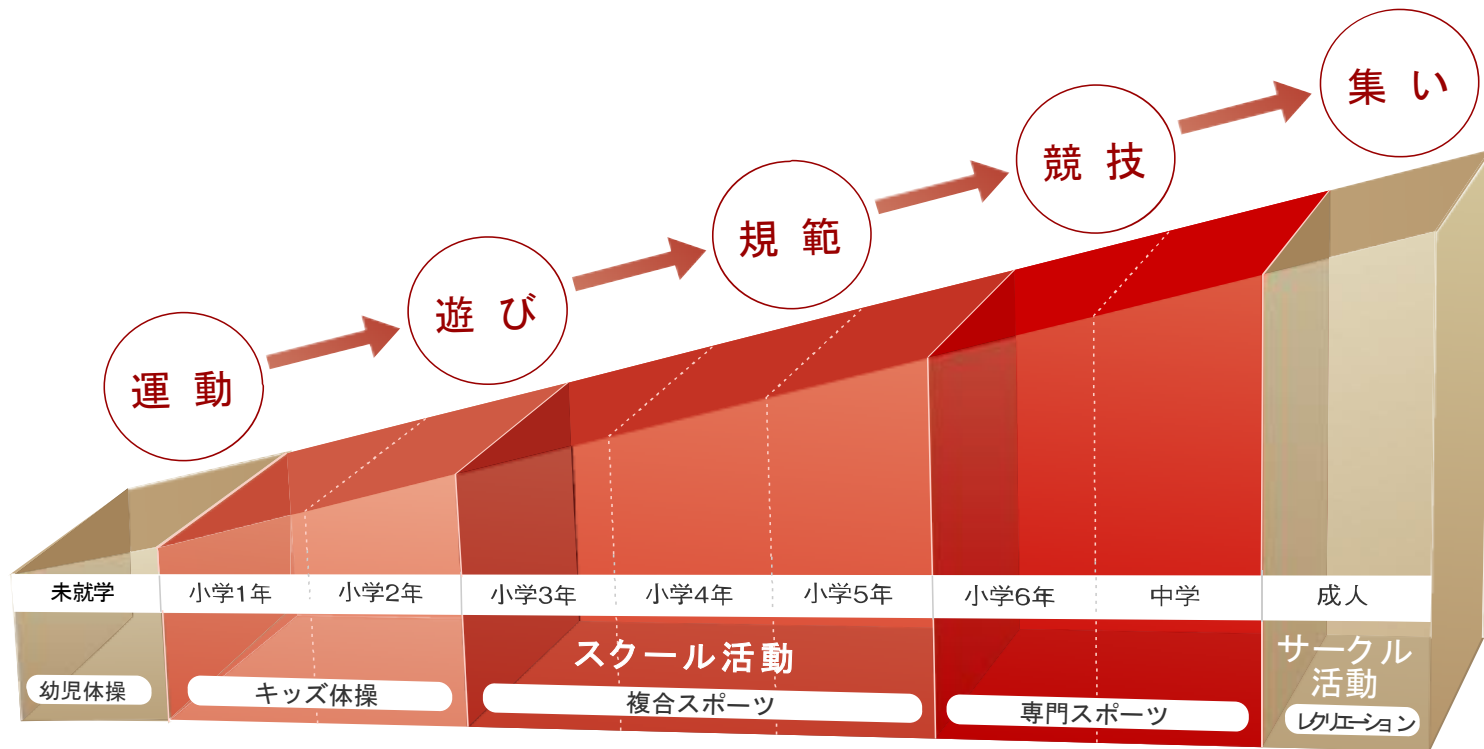 運動
遊び
規範
競技
集い
未就学
小学1年
小学2年
小学3年
小学4年
小学5年
小学6年
中学
成人
スクール活動
サークル
活動
幼児体操
キッズ体操
複合スポーツ
専門スポーツ
レクリエーション